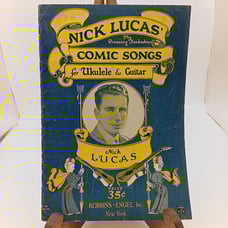 NICK LUCAS'
The
Crooning Troubadour
COMIC SONGS
for Ukulele & Guitar
Nick
LUCAS
PRICE
35¢
ROBBINS-ENGEL Inc.
New York